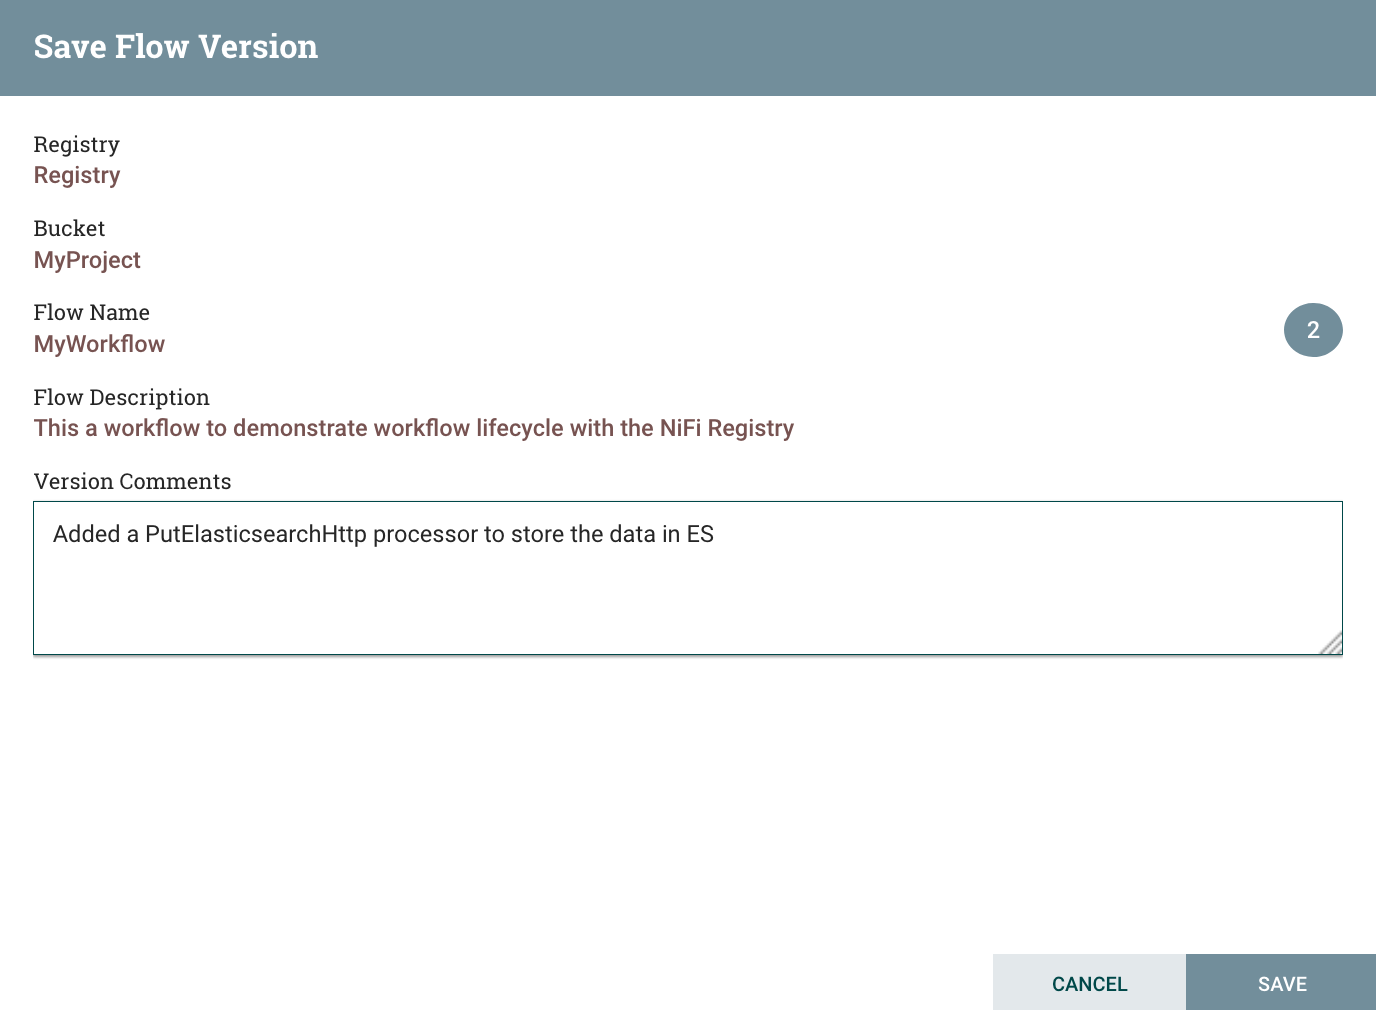 Save Flow Version
Registry
Registry
Bucket
MyProject
Flow Name
MyWorkflow
2
Flow Description
This a workflow to demonstrate workflow lifecycle with the NiFi Registry
Version Comments
Added a PutElasticsearchHttp processor to store the data in ES
CANCEL
SAVE